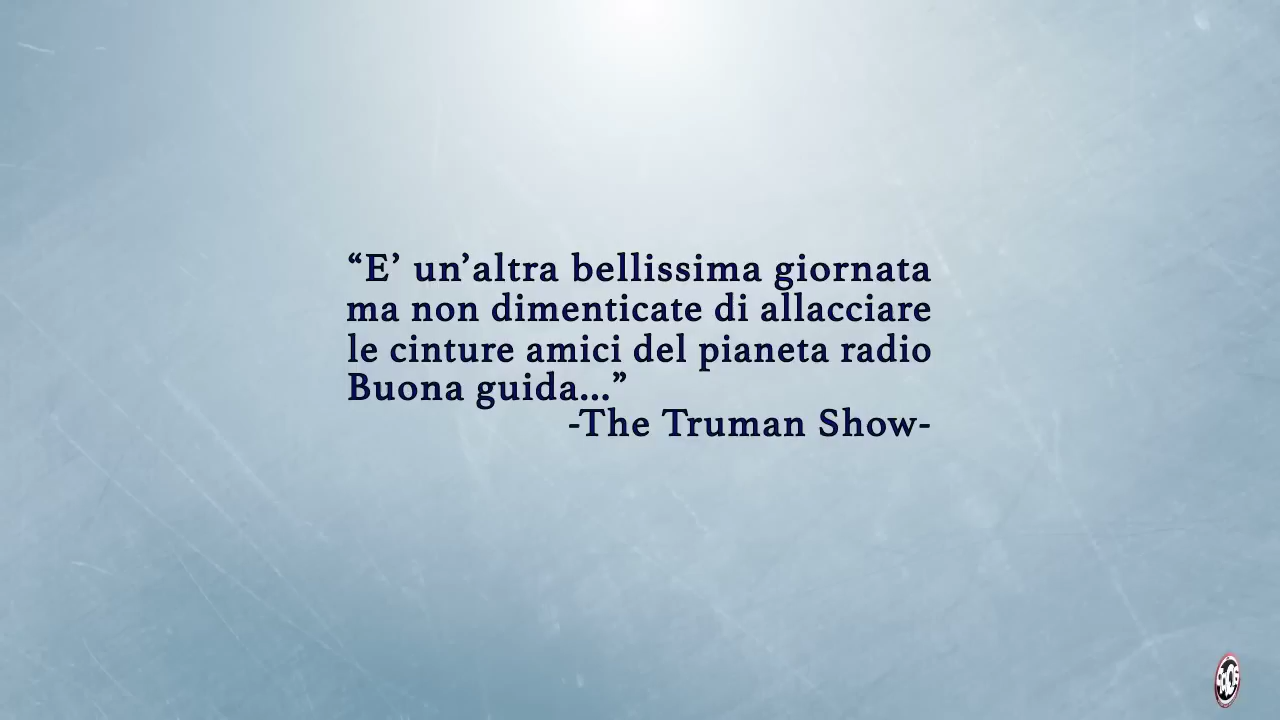 “E’ un’altra bellissima giornata
ma non dimenticate di allacciare
le cinture amici del pianeta radio
Buona guida...”
-The Truman Show-